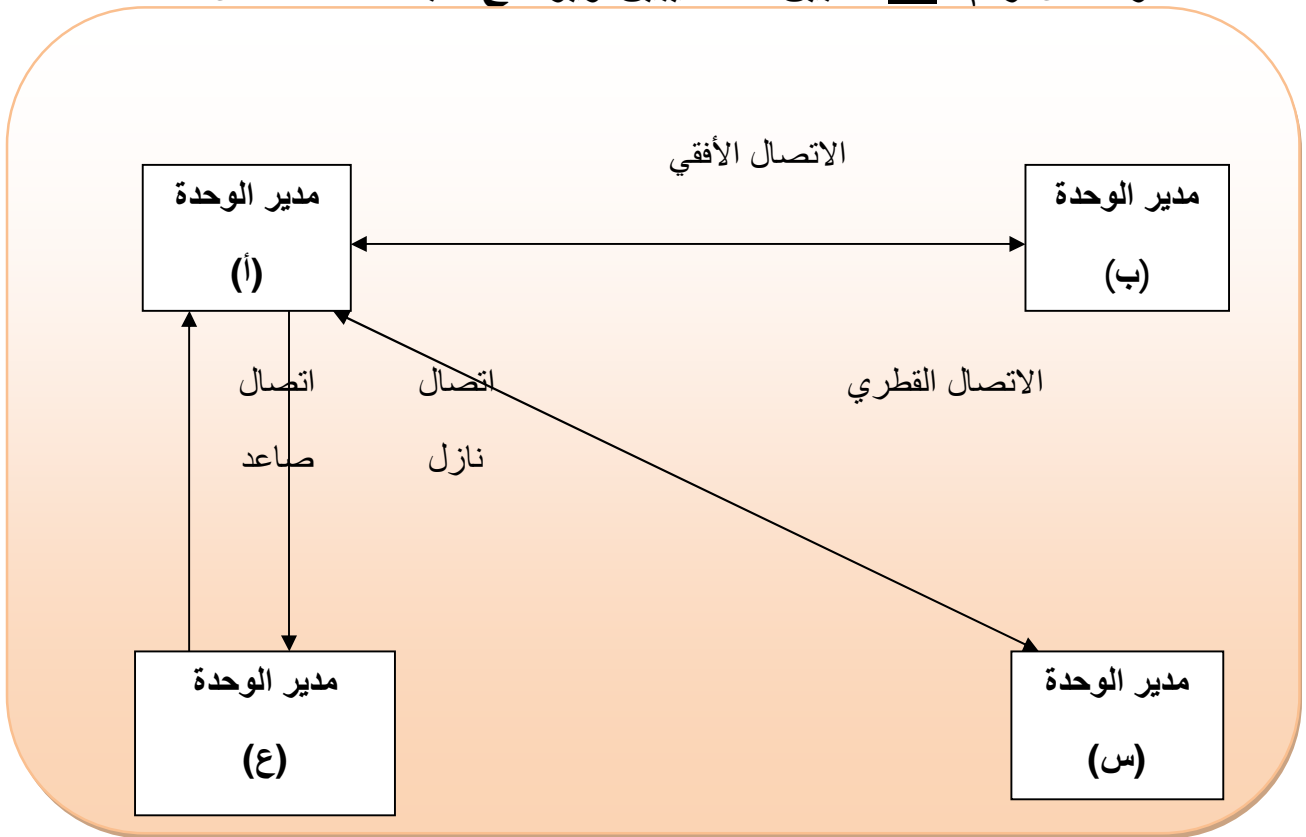 الاتصال الأفقي
مدير الوحدة
(أ)
مدير الوحدة
(ب)
اتصال
صاعد
اتصال
نازل
الاتصال القطري
مدير الوحدة
(ع)
مدير الوحدة
(س)